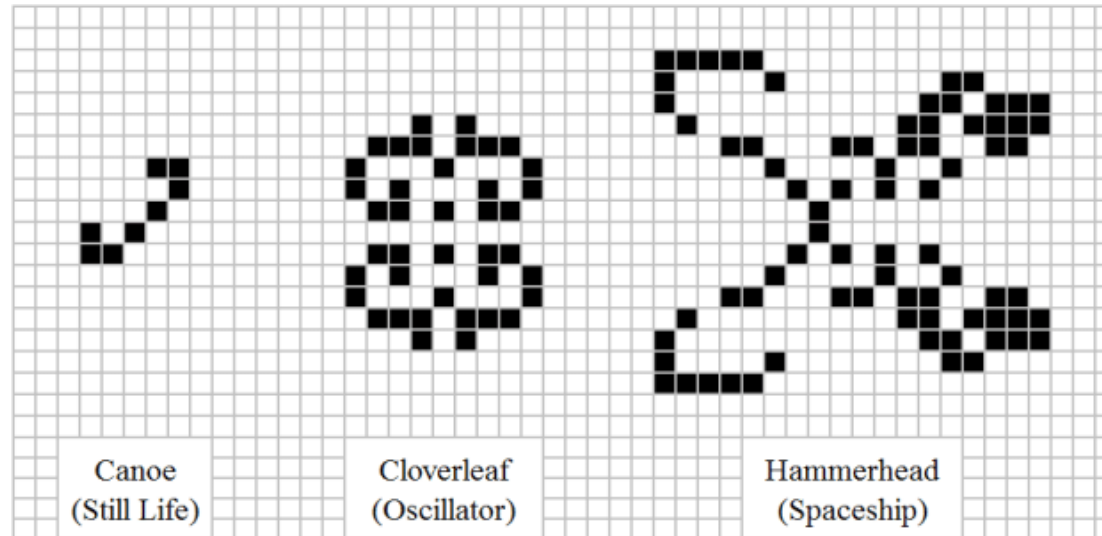 Canoe
(Still Life)
Cloverleaf
(Oscillator)
Hammerhead
(Spaceship)